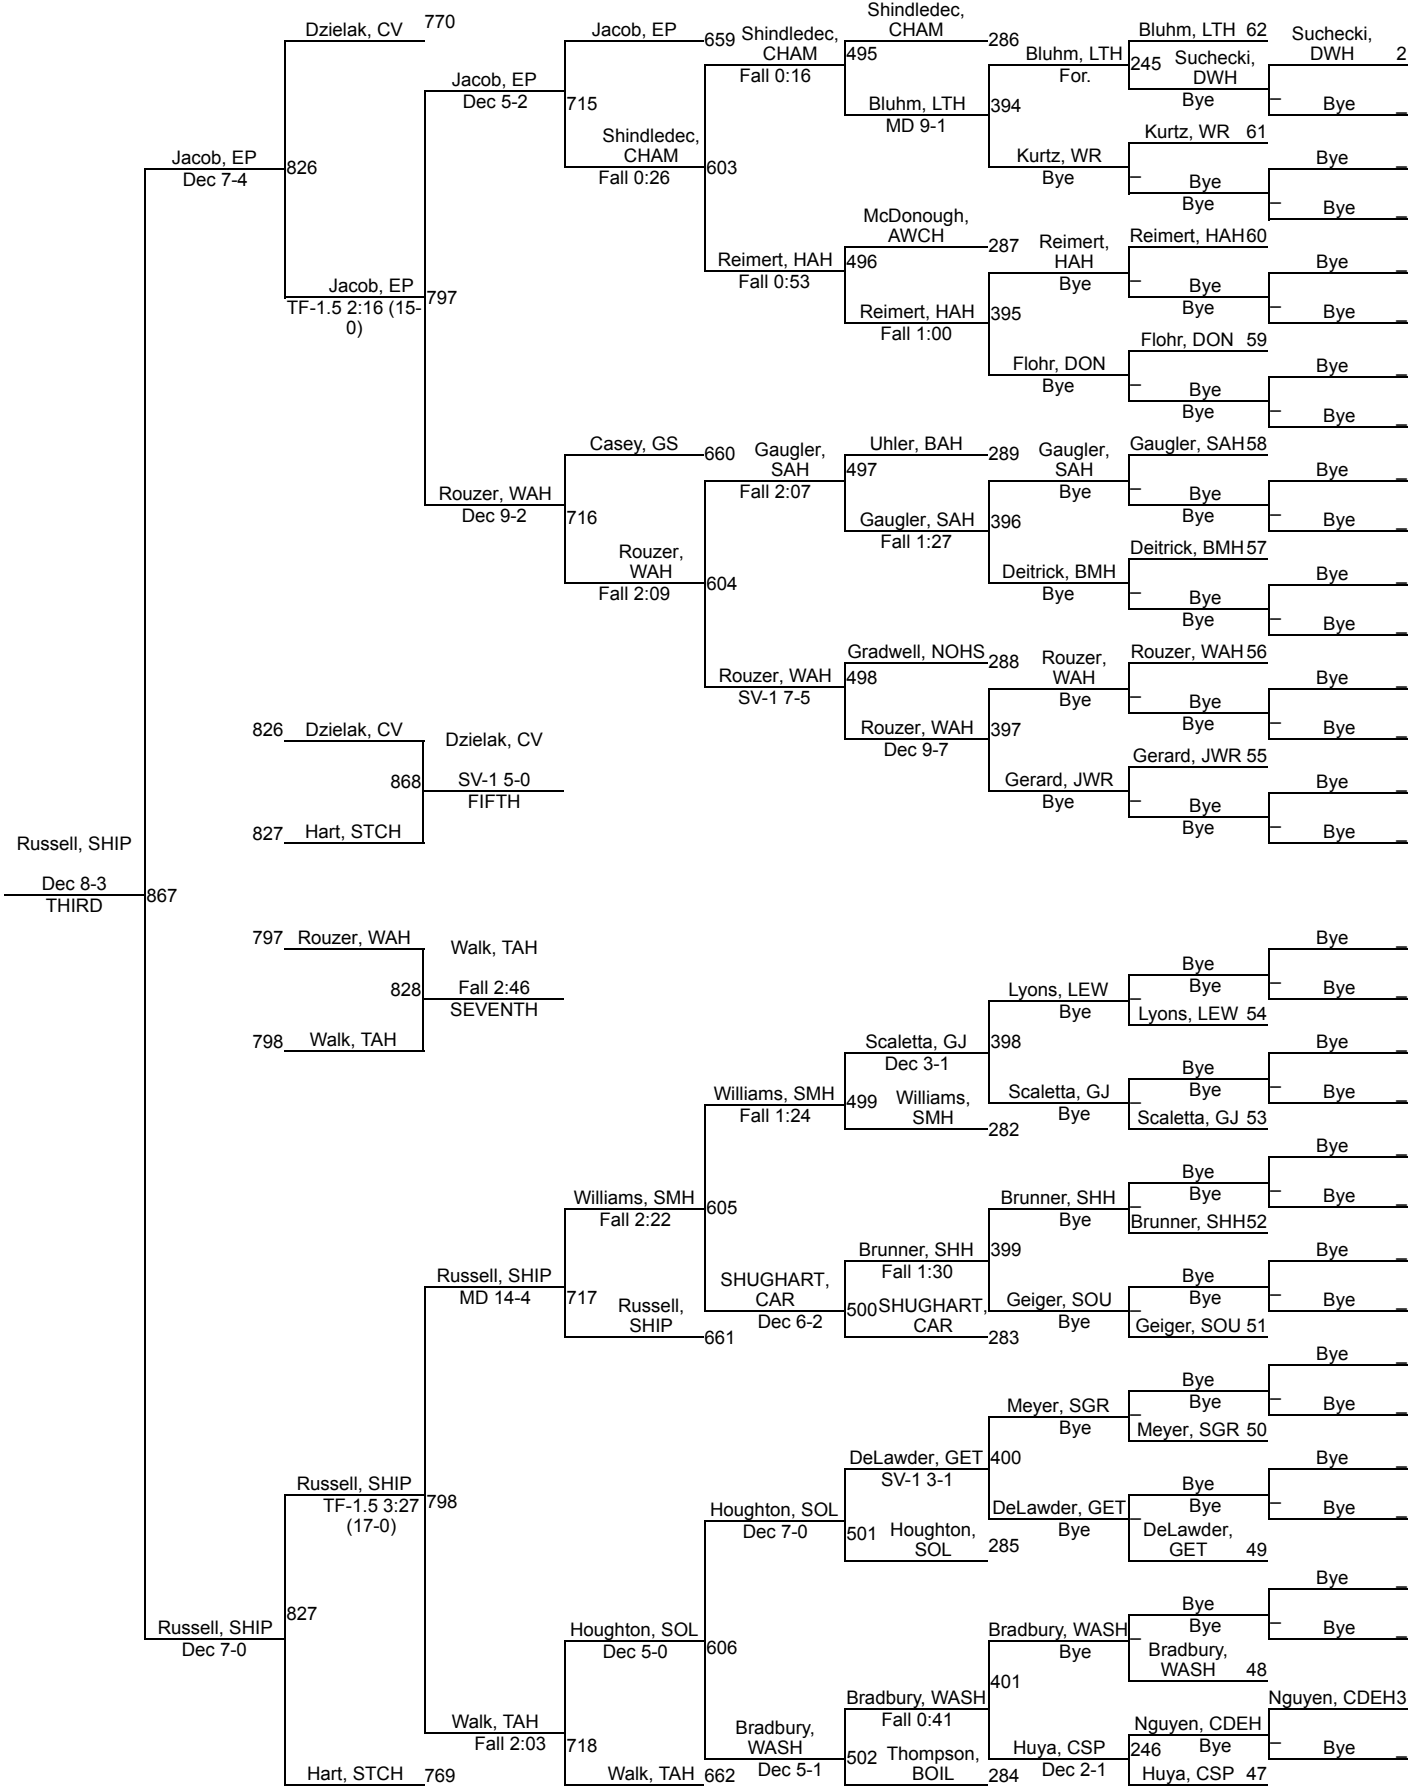 Shindledec,
Dzielak, CV 770 Jacob, EP 659 Shindledec, CHAM 286 Bluhm, LTH 62 Suchecki,
CHAM 495 Bluhm, LTH 245 Suchecki, DWH 2
Jacob, EP Fall 0:16 For. DWH
Dec 5-2 715 Bluhm, LTH 394 Bye _ Bye _
Shindledec, MD 9-1 Kurtz, WR 61
Jacob, EP CHAM 603 Kurtz, WR Bye _
Dec 7-4 826 Fall 0:26 Bye _ Bye
Bye _ Bye _
McDonough,
AWCH 287 Reimert, Reimert, HAH 60
Reimert, HAH 496 HAH Bye _
Jacob, EP Fall 0:53 Bye _ Bye
TF-1.5 2:16 (15- 797 Reimert, HAH 395 Bye _ Bye _
0) Fall 1:00 Flohr, DON 59
Flohr, DON Bye _
Bye _ Bye
Bye _ Bye _
Casey, GS 660 Gaugler, Uhler, BAH 289 Gaugler, Gaugler, SAH 58
SAH 497 SAH Bye _
Rouzer, WAH Fall 2:07 Bye _ Bye
Dec 9-2 716 Gaugler, SAH 396 Bye _ Bye _
Rouzer, Fall 1:27 Deitrick, BMH 57
WAH 604 Deitrick, BMH Bye _
Fall 2:09 Bye _ Bye
Bye _ Bye _
Gradwell, NOHS 288 Rouzer, Rouzer, WAH 56
Rouzer, WAH 498 WAH Bye _
SV-1 7-5 Bye _ Bye
826 Dzielak, CV Dzielak, CV Rouzer, WAH 397 Bye _ Bye _
Dec 9-7 Gerard, JWR 55
868 SV-1 5-0 Gerard, JWR Bye _
FIFTH Bye _ Bye
827 Hart, STCH Bye _ Bye _
Russell, SHIP
Dec 8-3 867
THIRD
797 Rouzer, WAH Walk, TAH Bye _
Bye
828 Fall 2:46 Lyons, LEW Bye _ Bye _
SEVENTH Bye _ Lyons, LEW 54
798 Walk, TAH Scaletta, GJ 398 Bye _
Dec 3-1 Bye
Williams, SMH 499 Williams, Scaletta, GJ Bye _ Bye _
Fall 1:24 SMH 282 Bye _ Scaletta, GJ 53
Bye _
Bye
Williams, SMH 605 Brunner, SHH Bye _ Bye _
Fall 2:22 Bye _ Brunner, SHH 52
Brunner, SHH 399 Bye _
Russell, SHIP SHUGHART, Fall 1:30 Bye
MD 14-4 717 Russell, CAR 500 SHUGHART, Geiger, SOU Bye _ Bye _
SHIP 661 Dec 6-2 CAR 283 Bye _ Geiger, SOU 51
Bye _
Bye
Meyer, SGR Bye _ Bye _
Bye _ Meyer, SGR 50
DeLawder, GET 400 Bye _
Russell, SHIP SV-1 3-1 Bye
TF-1.5 3:27 798 Houghton, SOL 501 Houghton, DeLawder, GET Bye _ Bye _
(17-0) Dec 7-0 SOL 285 Bye _ DeLawder,
GET 49
Bye _
827 Bye
Russell, SHIP Houghton, SOL 606 Bradbury, WASH Bye _ Bye _
Dec 7-0 Dec 5-0 Bye _ Bradbury,
401 WASH 48
Bradbury, WASH Nguyen, CDEH 3
Walk, TAH Bradbury, Fall 0:41 Nguyen, CDEH
Fall 2:03 718 WASH 502 Thompson, Huya, CSP 246 Bye _ Bye _
Hart, STCH 769 Walk, TAH 662 Dec 5-1 BOIL 284 Dec 2-1 Huya, CSP 47